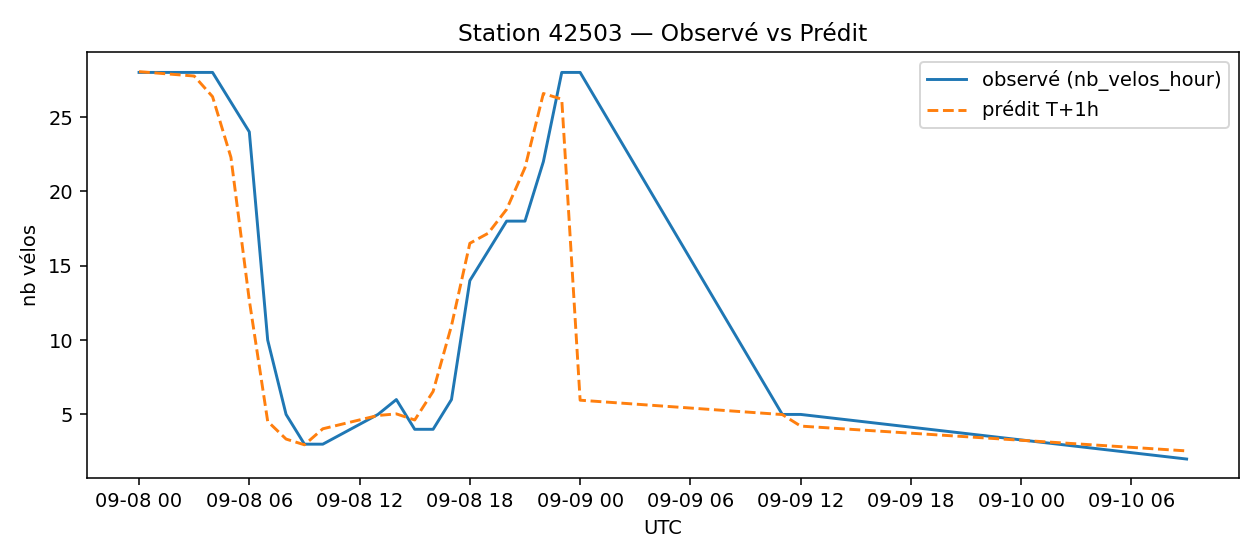 Station 42503 — Observé vs Prédit
observé (nb_velos_hour)
prédit T+1h
nb vélos
25
20
15
10
5
09-08 00 09-08 06 09-08 12 09-08 18 09-09 00 09-09 06 09-09 12 09-09 18 09-10 00 09-10 06
UTC